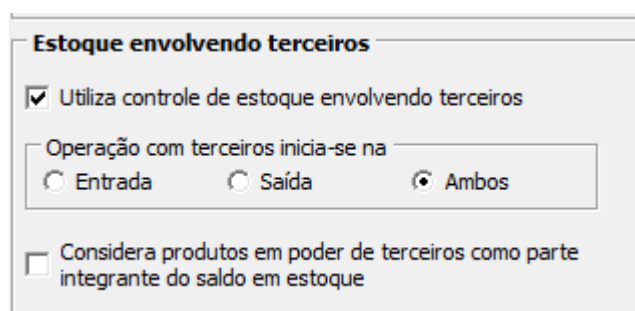 Estoque envolvendo terceiros
Utiliza controle de estoque envolvendo terceiros
Operação com terceiros inicia-se na
Entrada Saída Ambos
Considera produtos em poder de terceiros como parte
integrante do saldo em estoque